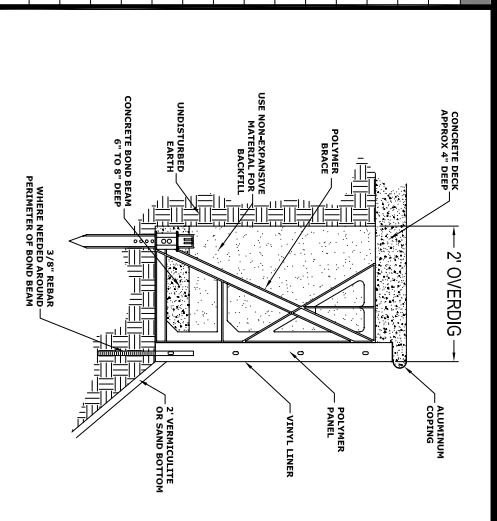 CONCRETE DECK
APPROX 4" DEEP
POLYMER
BRACE
USE NON-EXPANSIVE
MATERIAL FOR
BACKFILL
UNDISTURBED
EARTH
CONCRETE BOND BEAM
6" TO 8" DEEP
3/8" REBAR
WHERE NEEDED AROUND
PERIMETER OF BOND BEAM
2' OVERDIG
ALUMINUM
COPING
POLYMER
PANEL
VINYL LINER
2' VERMICULITE
OR SAND BOTTOM